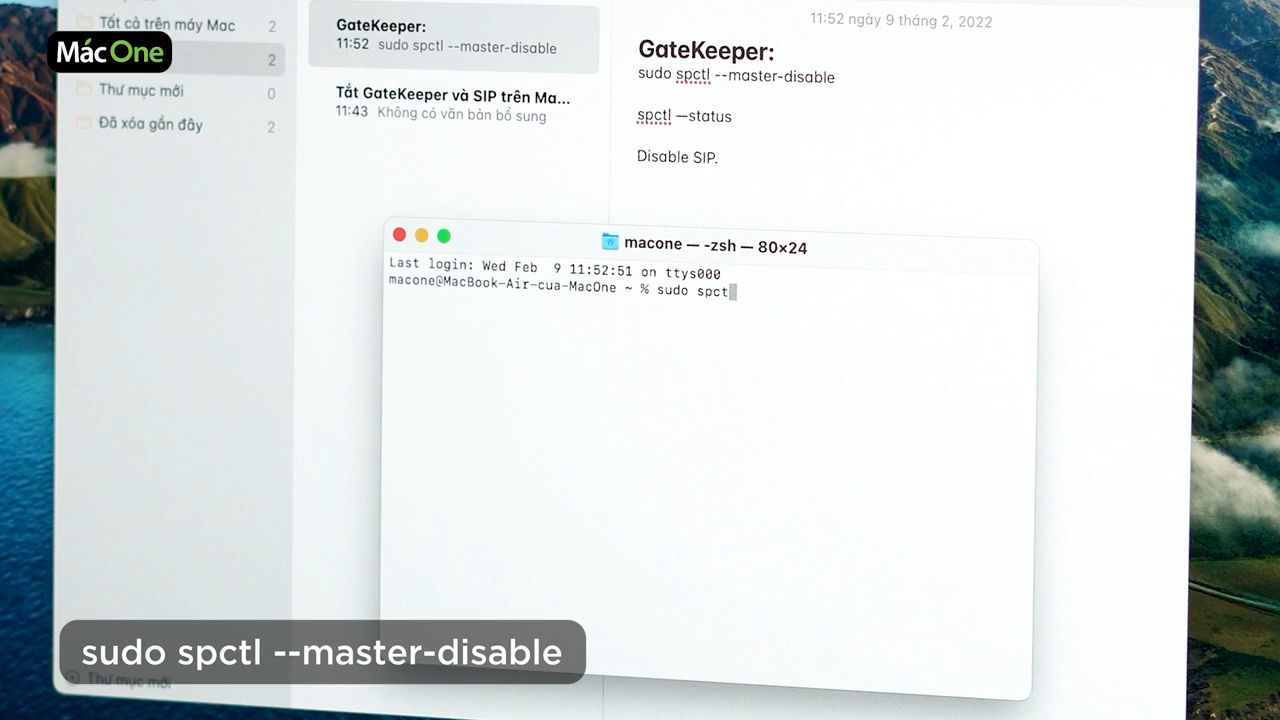 Tất cả trên máy Mac 2
MacOne
2
Thư mục mới 0
Đã xóa gần đây 2
GateKeeper:
11:52 sudo spctl --master-disable
Tắt GateKeeper và SIP trên Ma...
11:43 Không có văn bản bổ sung
11:52 ngày 9 tháng 2, 2022
GateKeeper:
sudo spctl --master-disable
spctl —status
Disable SIP.
macone — -zsh — 80×24
Last login: Wed Feb  9 11:52:51 on ttys000
macone@MacBook-Air-cua-MacOne ~ % sudo spct
sudo spctl --master-disable
Thư mục mới